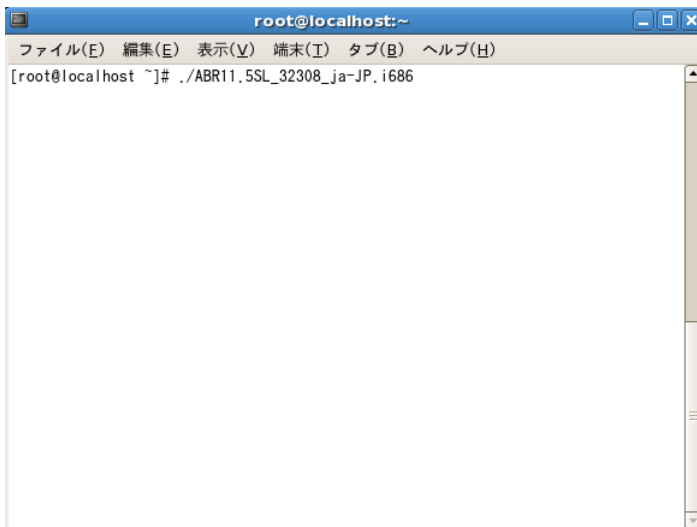 root@localhost:~
ファイル(F) 編集(E) 表示(V) 端末(T) タブ(B) ヘルプ(H)
[root@localhost ~]# ./ABR11.5SL_32308_ja-JP.i686